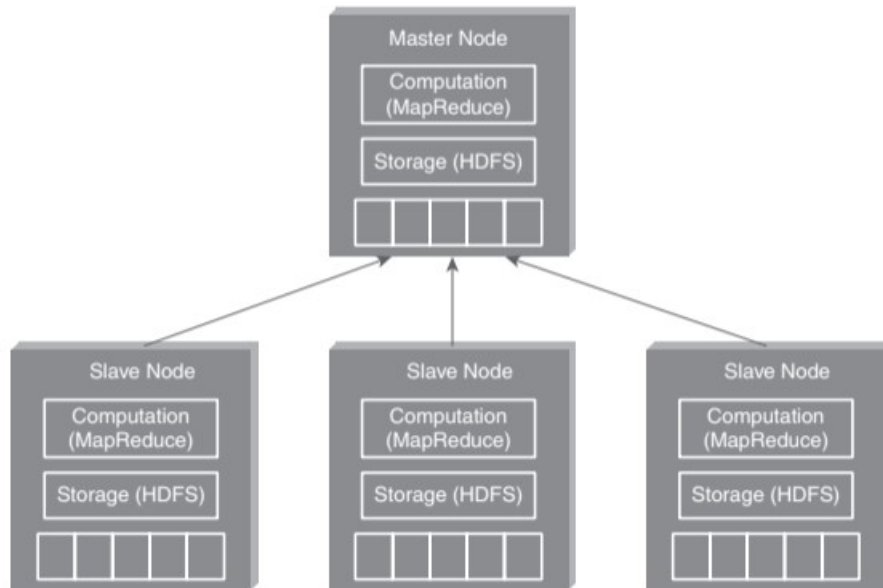 Master Node
Computation
(MapReduce)
Storage (HDFS)
Slave Node
Computation
(MapReduce)
Storage (HDFS)
Slave Node
Computation
(MapReduce)
Storage (HDFS)
Slave Node
Computation
(MapReduce)
Storage (HDFS)